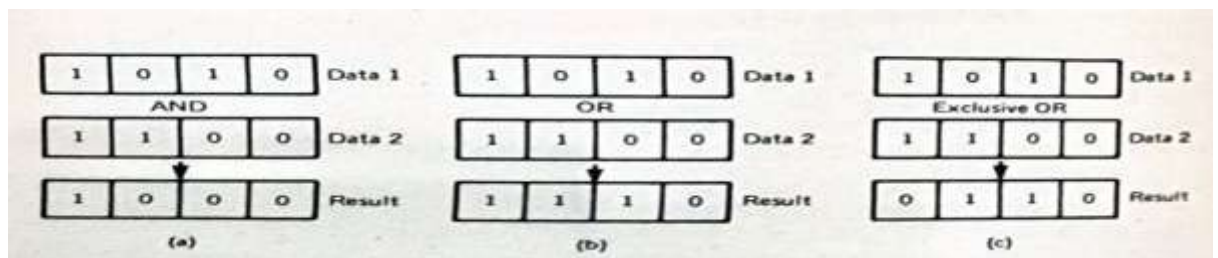 1 0 1 0 Data 1
AND
1 1 0 0 Data 2
1 0 0 0 Result
(a)
1 0 1 0 Data 1
OR
1 1 0 0 Data 2
1 1 1 0 Result
(b)
1 0 1 0 Data 1
Exclusive OR
1 1 0 0 Data 2
0 1 1 0 Result
(c)